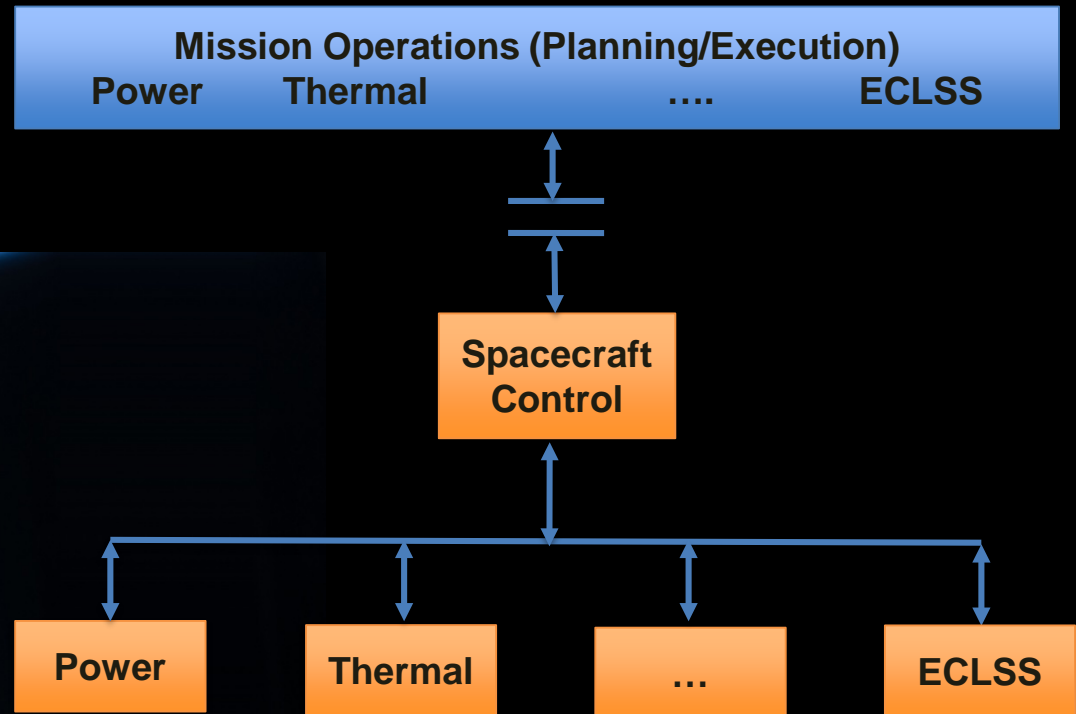 Mission Operations (Planning/Execution)
Power Thermal .... ECLSS
Spacecraft
Control
Power Thermal ... ECLSS